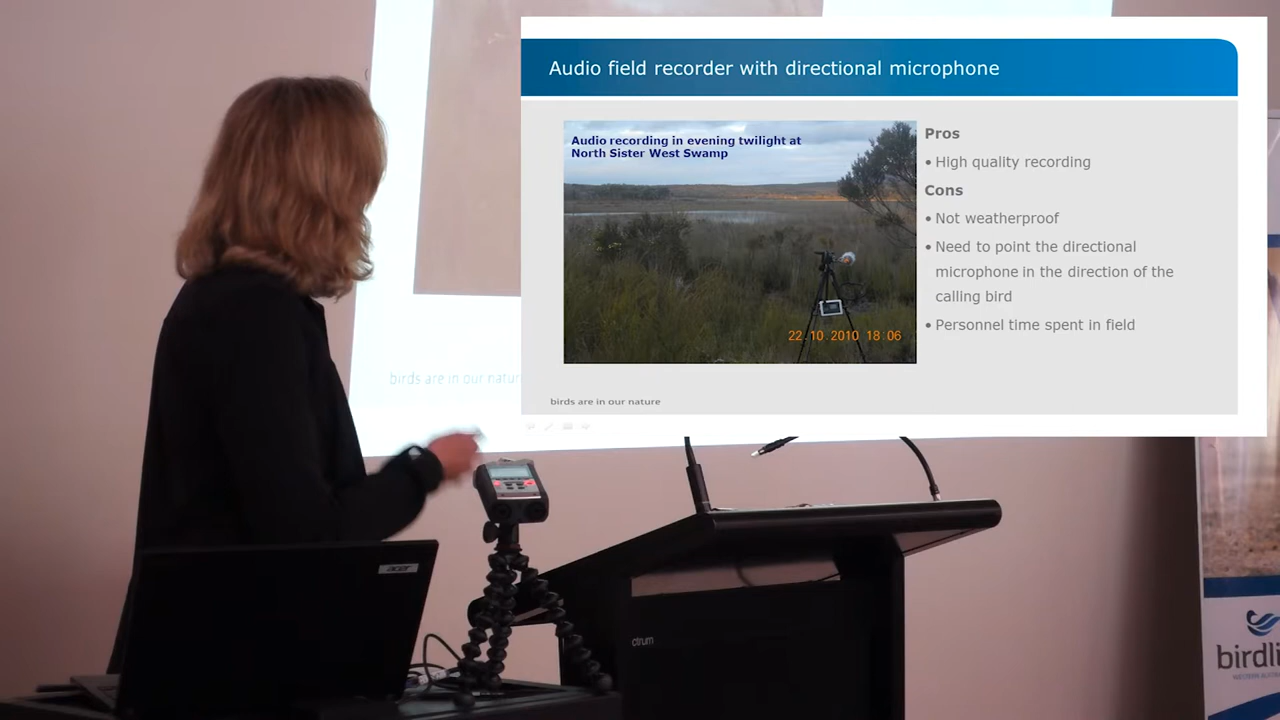 Audio field recorder with directional microphone
Audio recording in evening twilight at
North Sister West Swamp
22.10.2010 18:06
Pros
• High quality recording
Cons
• Not weatherproof
• Need to point the directional
microphone in the direction of the
calling bird
• Personnel time spent in field
birds are in our nature
birds are in our natur
acer
ctrum
birdli